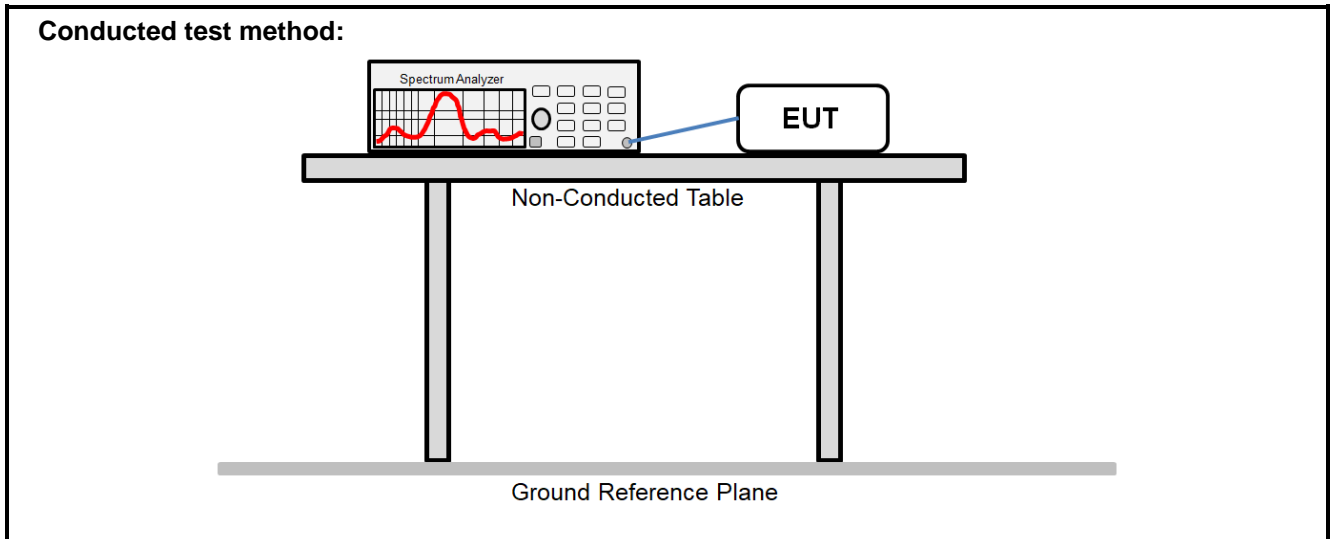 Conducted test method:
Spectrum Analyzer
EUT
Non-Conducted Table
Ground Reference Plane